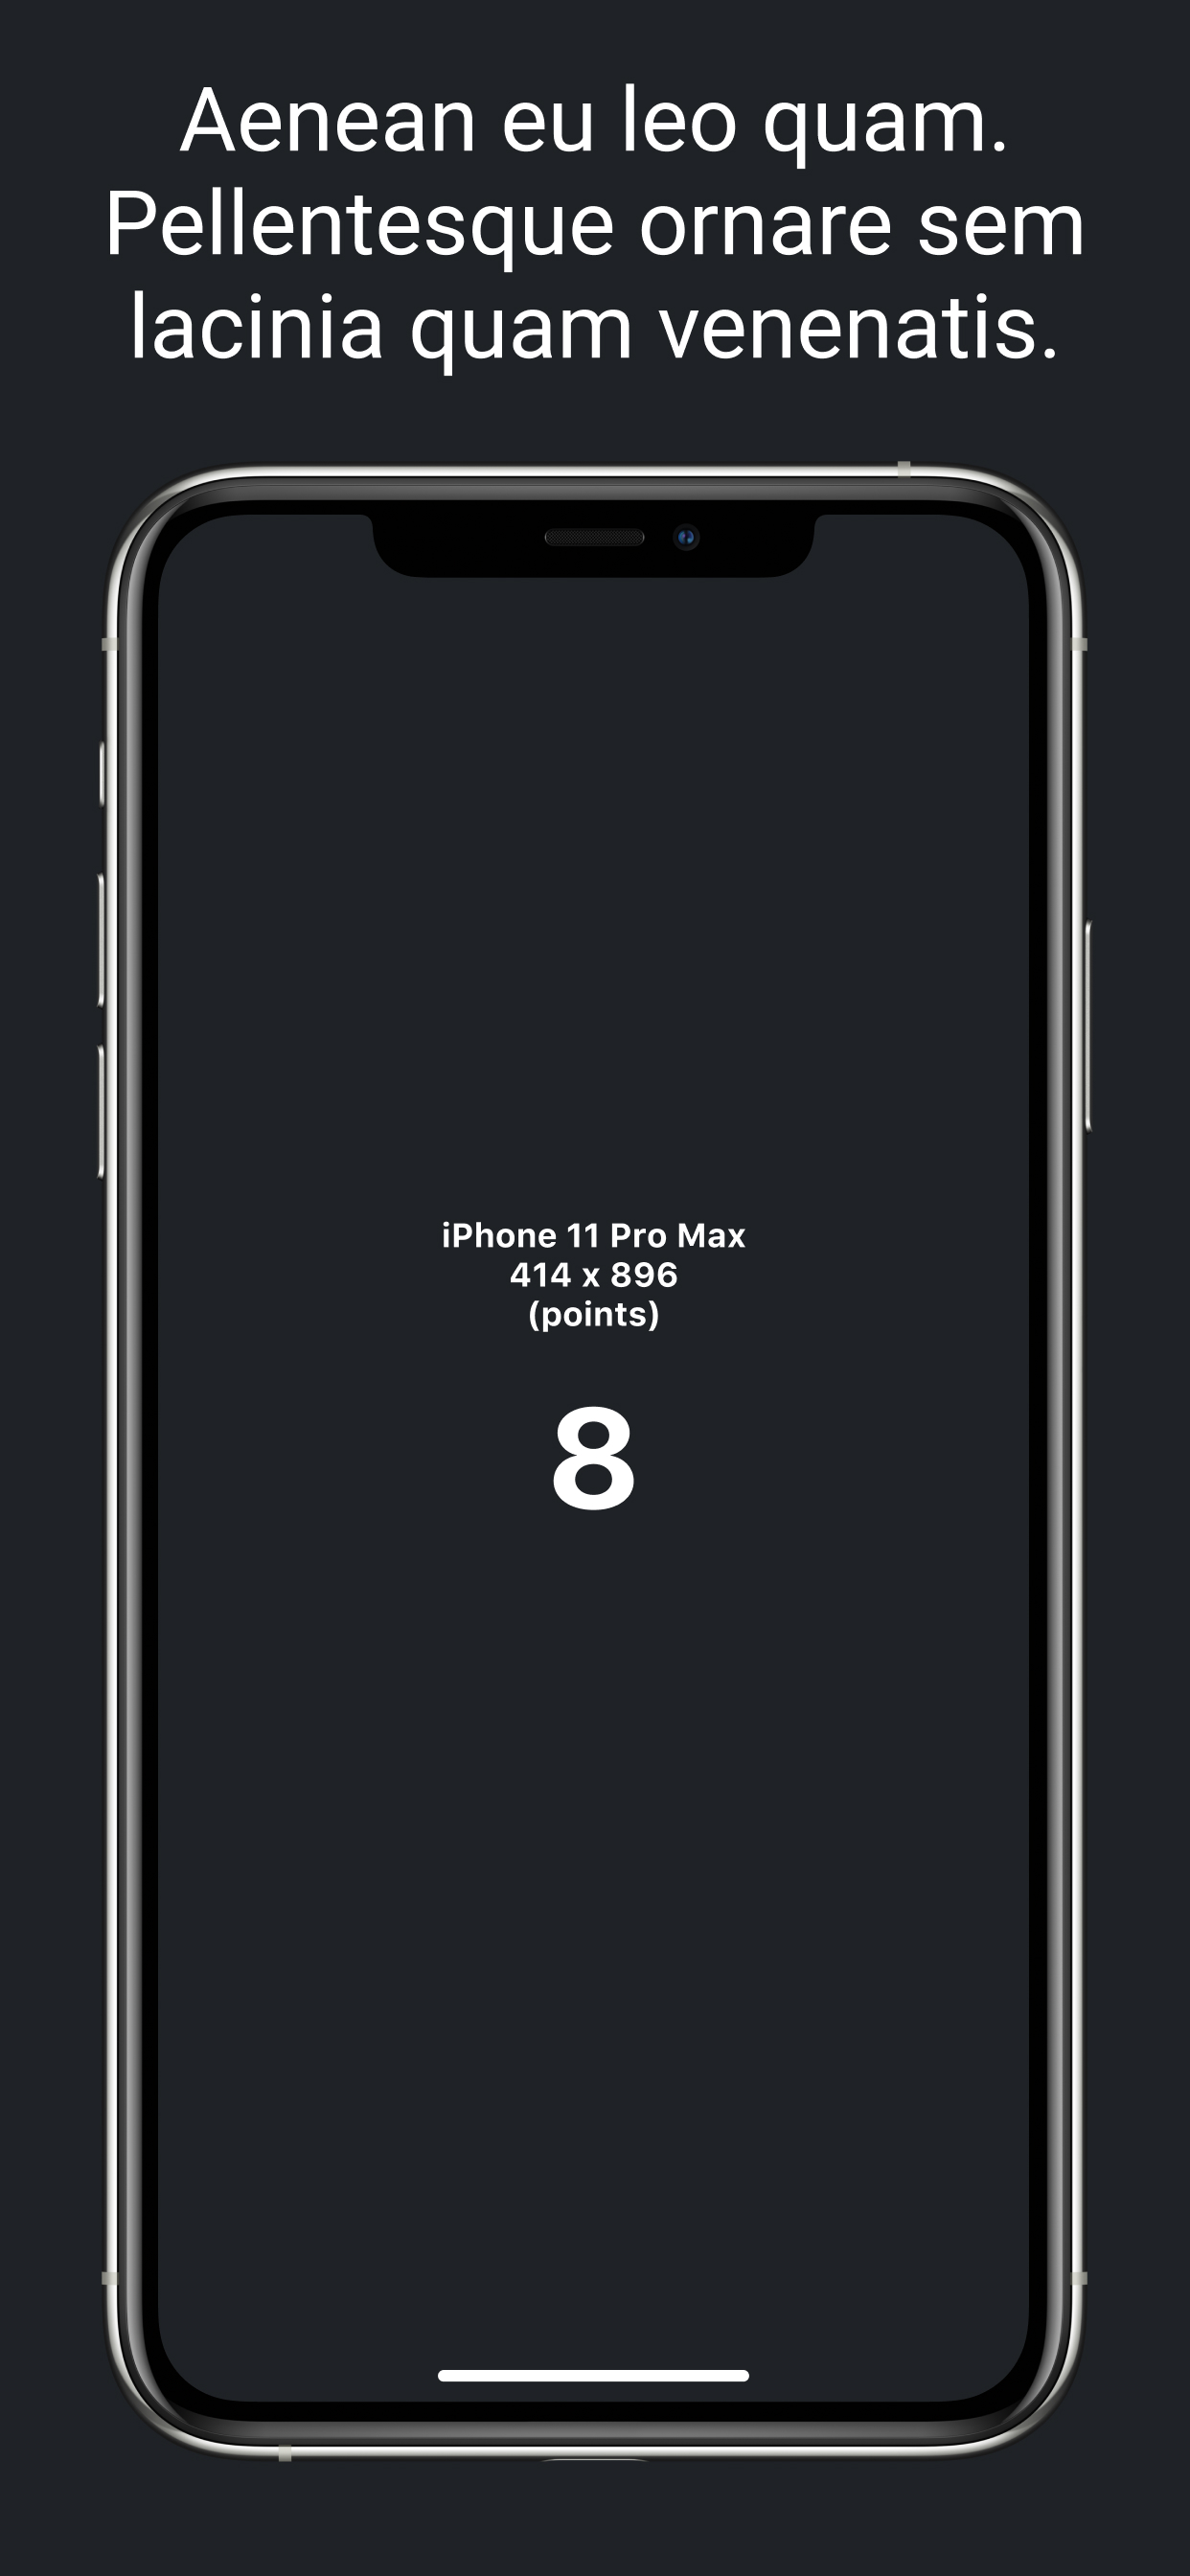 Aenean eu leo quam.
Pellentesque ornare sem
lacinia quam venenatis.
iPhone 11 Pro Max
414 x 896
(points)
8